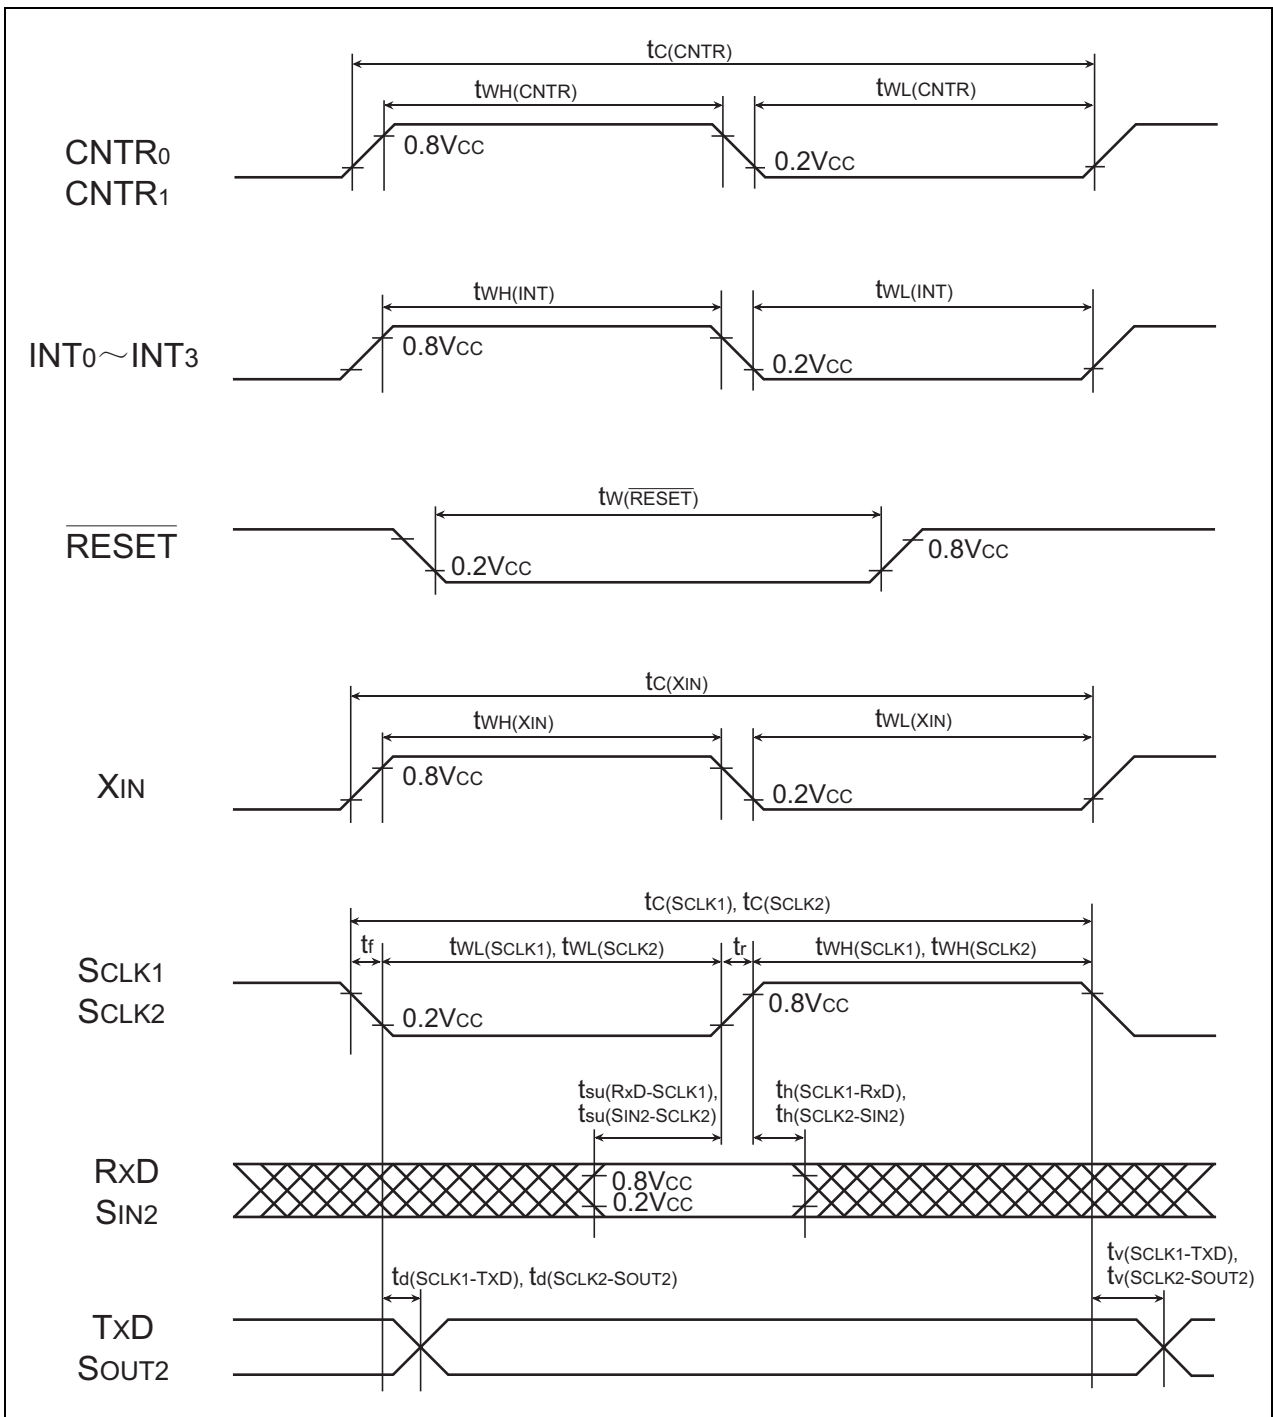 tC(CNTR)
tWH(CNTR)
tWL(CNTR)
CNTR0
CNTR1
0.8VCC
0.2VCC
tWH(INT)
tWL(INT)
INT0～INT3
0.8VCC
0.2VCC
tW(RESET)
RESET
0.2VCC
0.8VCC
tC(XIN)
tWH(XIN)
tWL(XIN)
XIN
0.8VCC
0.2VCC
tC(SCLK1), tC(SCLK2)
tf
tWL(SCLK1), tWL(SCLK2)
tr
tWH(SCLK1), tWH(SCLK2)
SCLK1
SCLK2
0.2VCC
0.8VCC
tsu(RxD-SCLK1),
tsu(SIN2-SCLK2)
th(SCLK1-RxD),
th(SCLK2-SIN2)
RXD
SIN2
0.8VCC
0.2VCC
td(SCLK1-TXD), td(SCLK2-SOUT2)
tv(SCLK1-TXD),
tv(SCLK2-SOUT2)
TXD
SOUT2